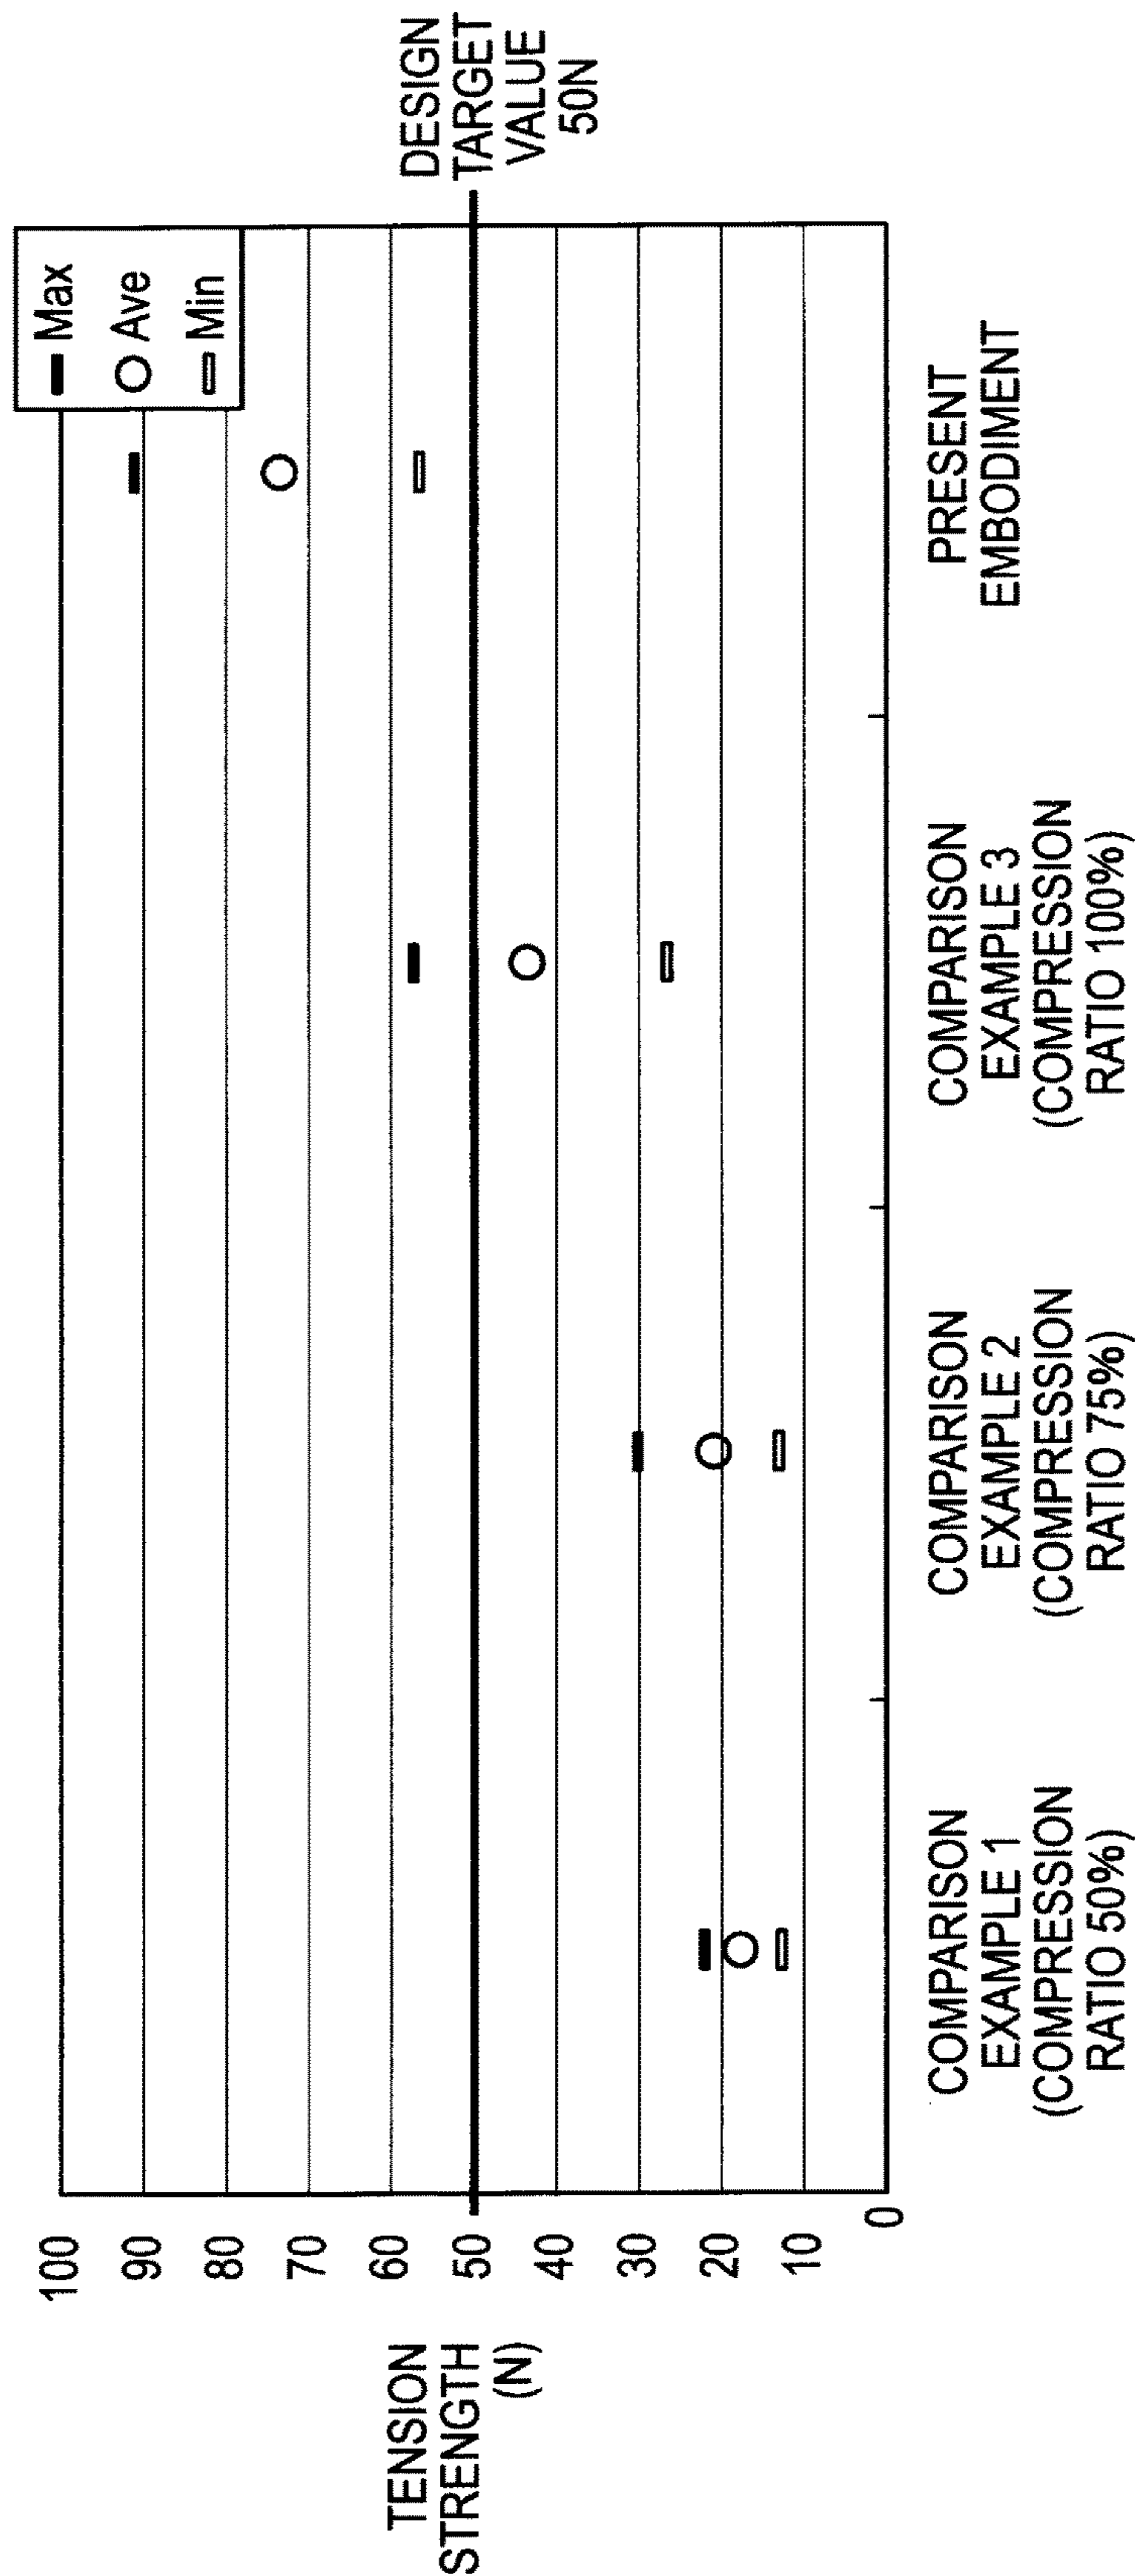 TENSION
STRENGTH
(N)
100
90
80
70
60
50
40
30
20
10
0
Max
Ave
Min
DESIGN
TARGET
VALUE
50N
COMPARISON
EXAMPLE 1
(COMPRESSION
RATIO 50%)
COMPARISON
EXAMPLE 2
(COMPRESSION
RATIO 75%)
COMPARISON
EXAMPLE 3
(COMPRESSION
RATIO 100%)
PRESENT
EMBODIMENT